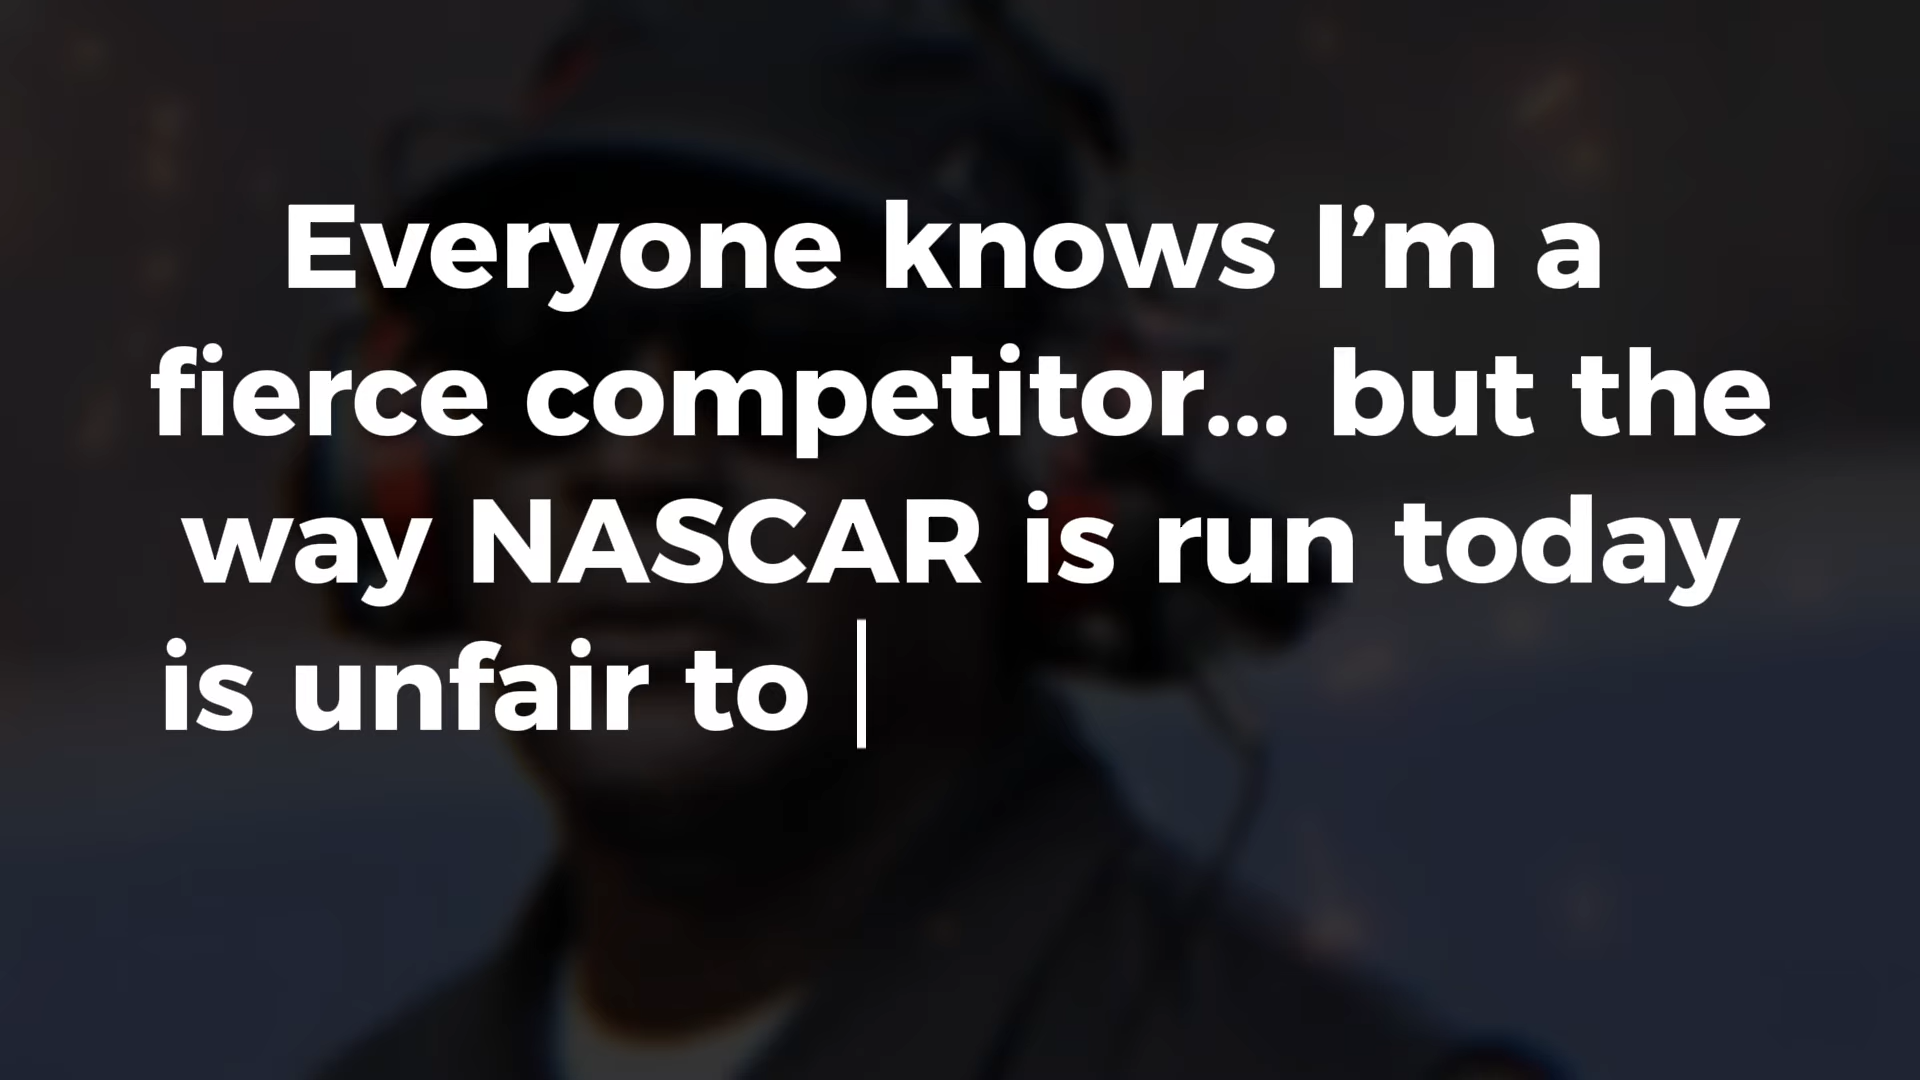 Everyone knows I’m a
fierce competitor... but the
way NASCAR is run today
is unfair to